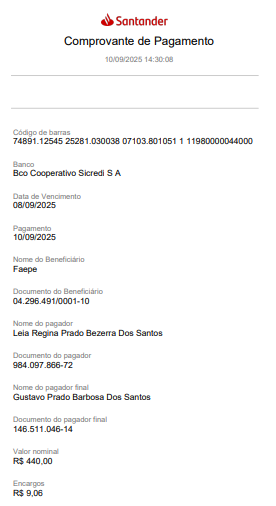 Santander
Comprovante de Pagamento
10/09/2025 14:30:08
Código de barras
74891.12545 25281.030038 07103.801051 1 11980000044000
Banco
Bco Cooperativo Sicredi S A
Data de Vencimento
08/09/2025
Pagamento
10/09/2025
Nome do Beneficiário
Faepe
Documento do Beneficiário
04.296.491/0001-10
Nome do pagador
Leia Regina Prado Bezerra Dos Santos
Documento do pagador
984.097.866-72
Nome do pagador final
Gustavo Prado Barbosa Dos Santos
Documento do pagador final
146.511.046-14
Valor nominal
R$ 440,00
Encargos
R$ 9,06